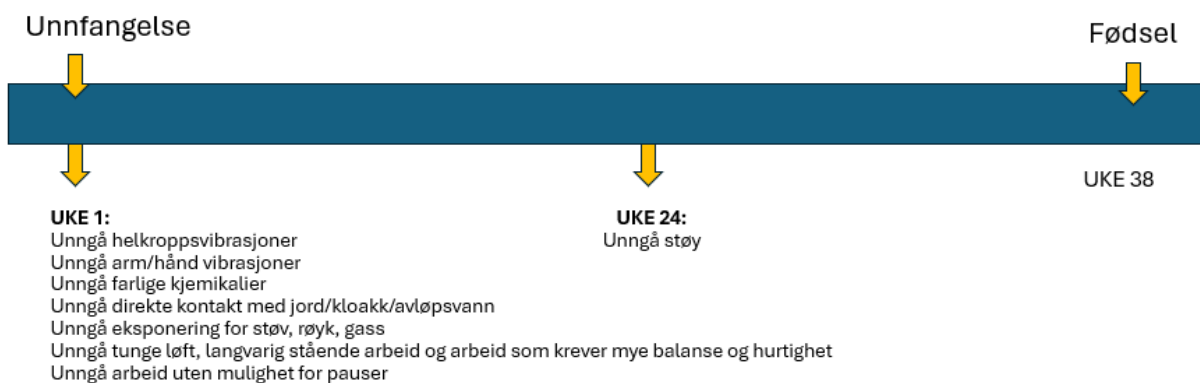 Unnfangelse
Fødsel
UKE 38
UKE 1:
Unngå helkroppsvibrasjoner
Unngå arm/hånd vibrasjoner
Unngå farlige kjemikalier
Unngå direkte kontakt med jord/kloakk/avløpsvann
Unngå eksponering for støv, røyk, gass
Unngå tunge løft, langvarig stående arbeid og arbeid som krever mye balanse og hurtighet
Unngå arbeid uten mulighet for pauser
UKE 24:
Unngå støy